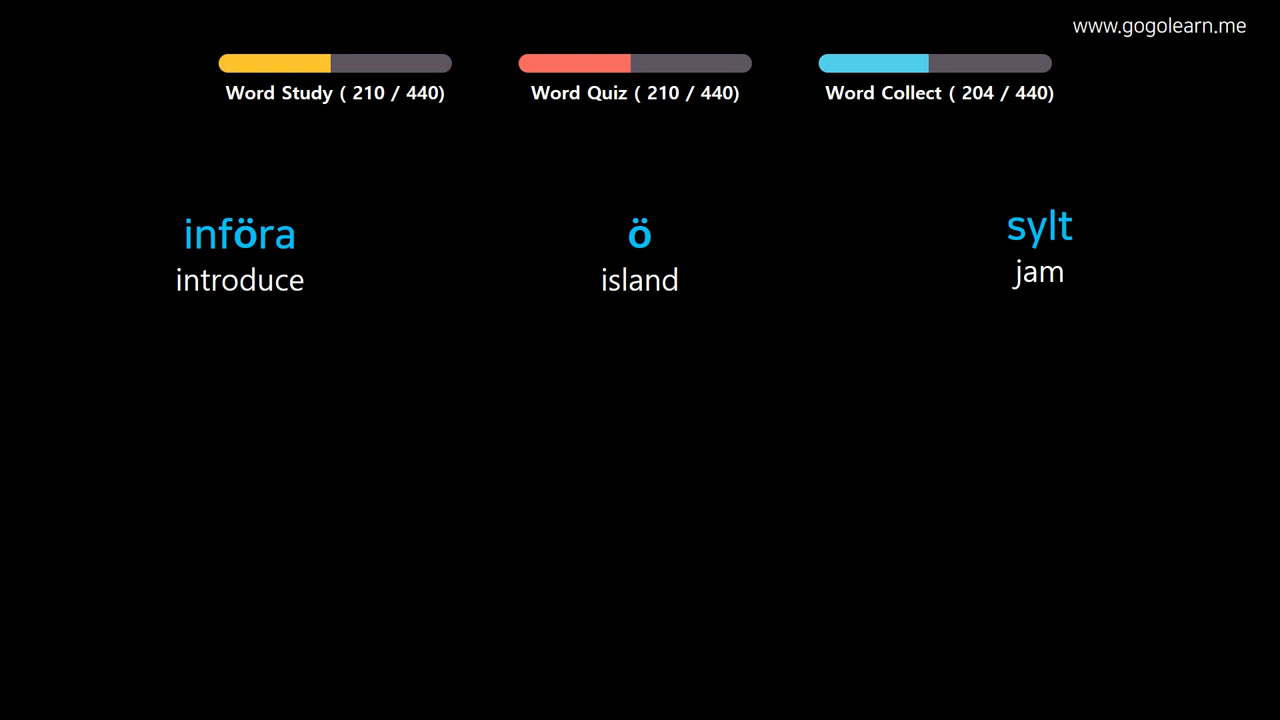 www.gogolearn.me
Word Study ( 210 / 440)
Word Quiz ( 210 / 440)
Word Collect ( 204 / 440)
införa
introduce
ö
island
sylt
jam